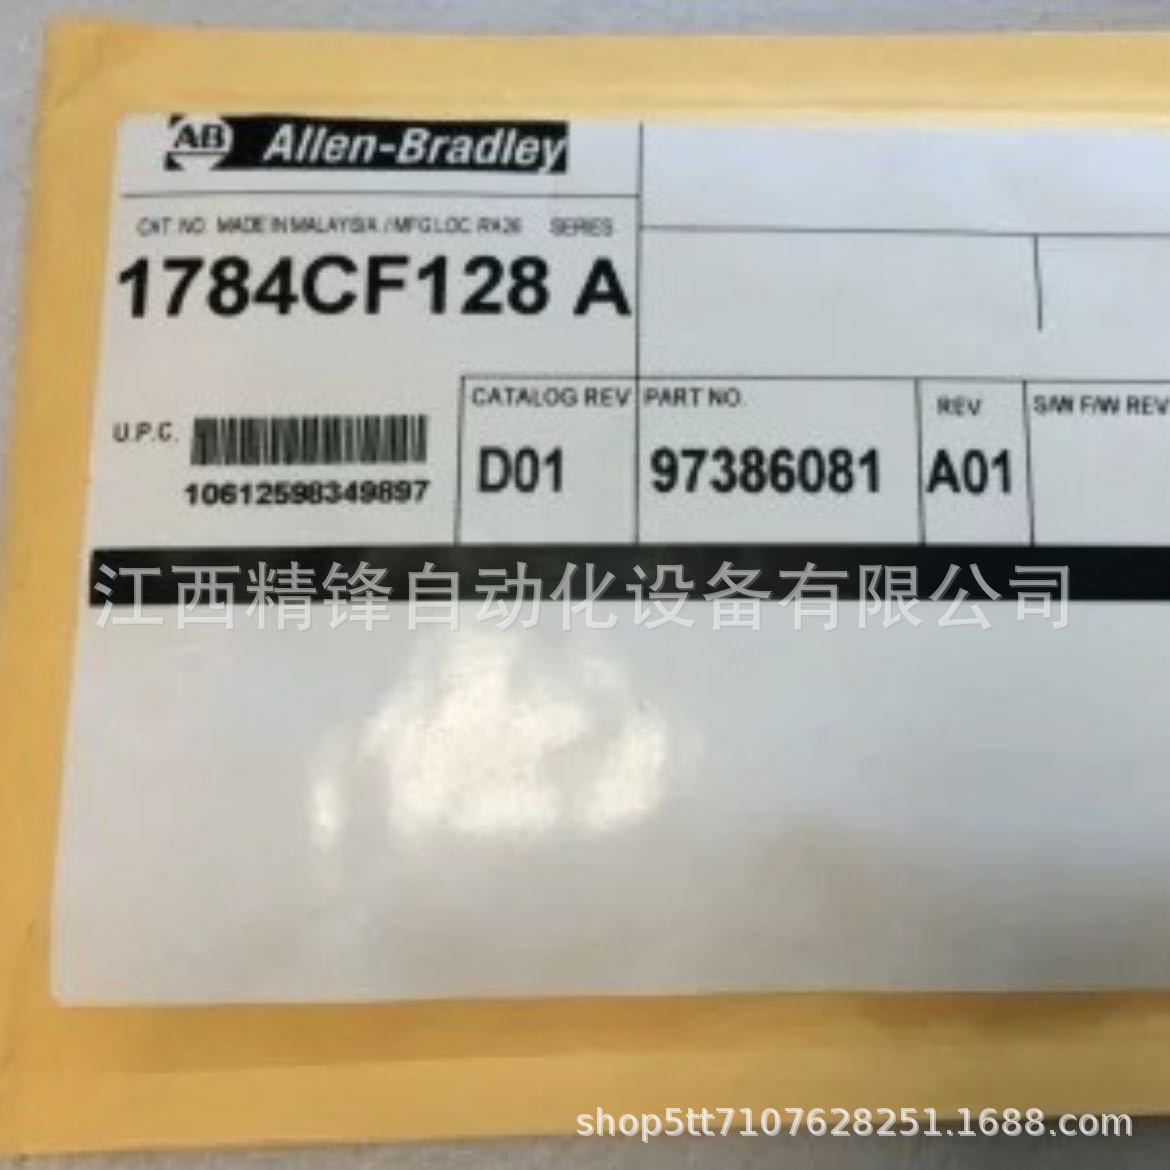 AB Allen-Bradley
CAT NO MADE IN MALAYSIA / MFG LOC RA26 SERIES
1784CF128 A
CATALOG REV PART NO. REV S/W F/W REV
U.P.C. D01 97386081 A01
10612598349897
江西精锋自动化设备有限公司
shop5tt7107628251.1688.com